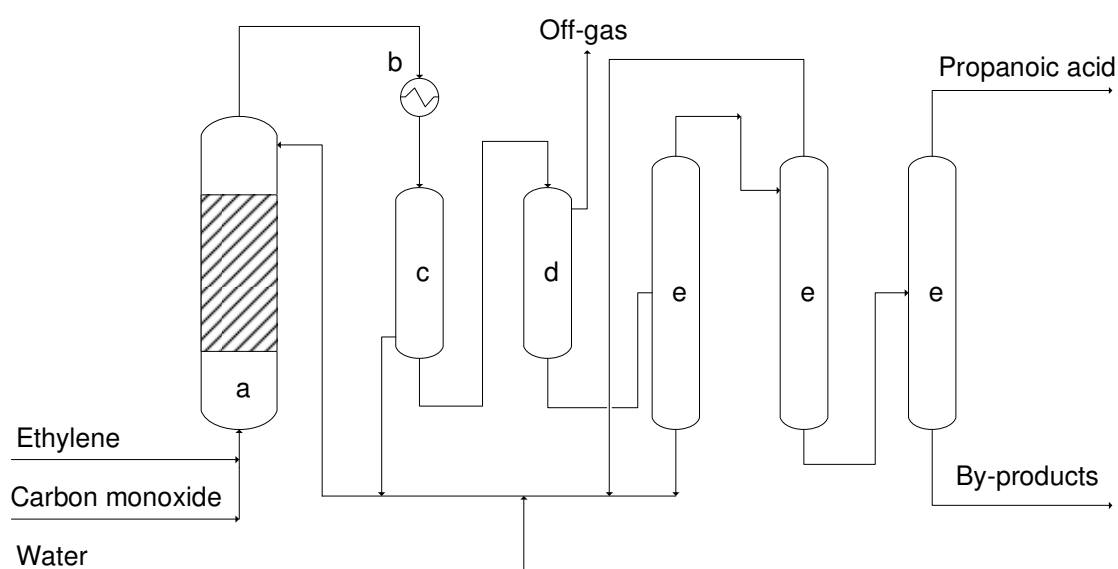 Off-gas
b
Propanoic acid
c
d
e
e
e
a
Ethylene
Carbon monoxide
By-products
Water